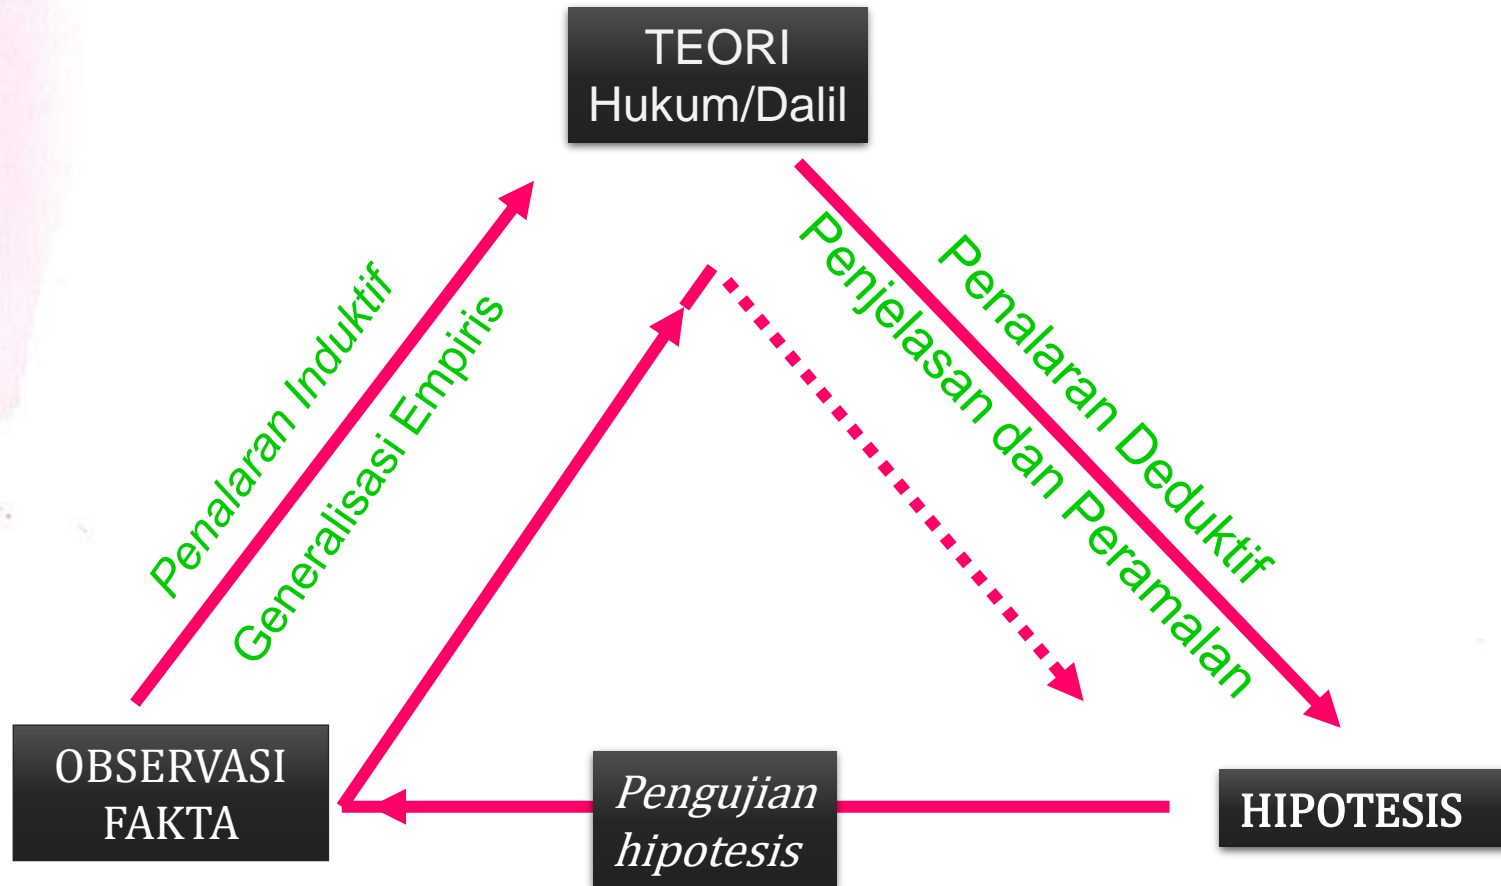 TEORI
Hukum/Dalil
Penalaran Induktif
Generalisasi Empiris
Penalaran Deduktif
Penjelasan dan Peramalan
OBSERVASI
FAKTA
Pengujian
hipotesis
HIPOTESIS